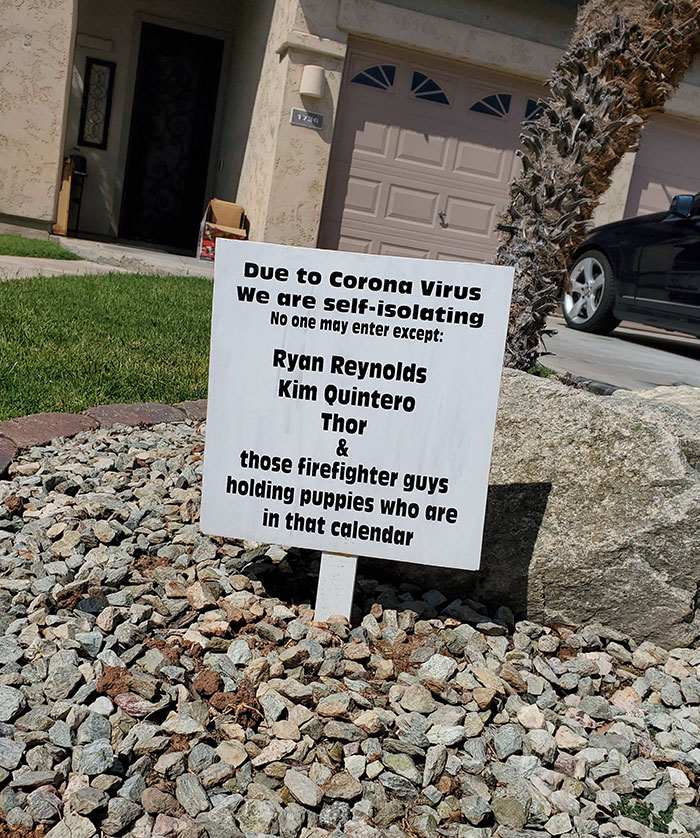 1726
Due to Corona Virus
We are self-isolating
No one may enter except:
Ryan Reynolds
Kim Quintero
Thor
&
those firefighter guys
holding puppies who are
in that calendar